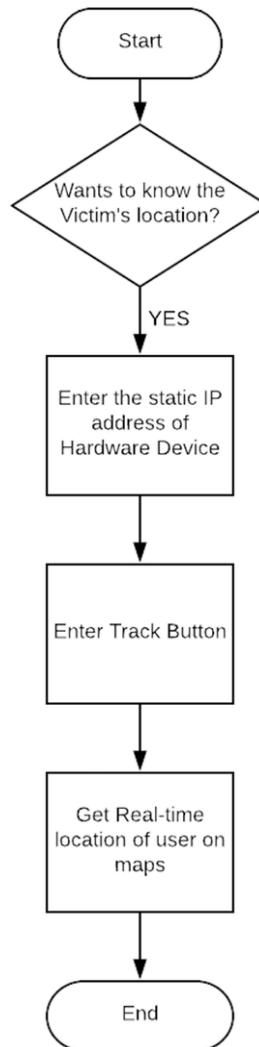 Start
Wants to know the
Victim's location?
YES
Enter the static IP
address of
Hardware Device
Enter Track Button
Get Real-time
location of user on
maps
End